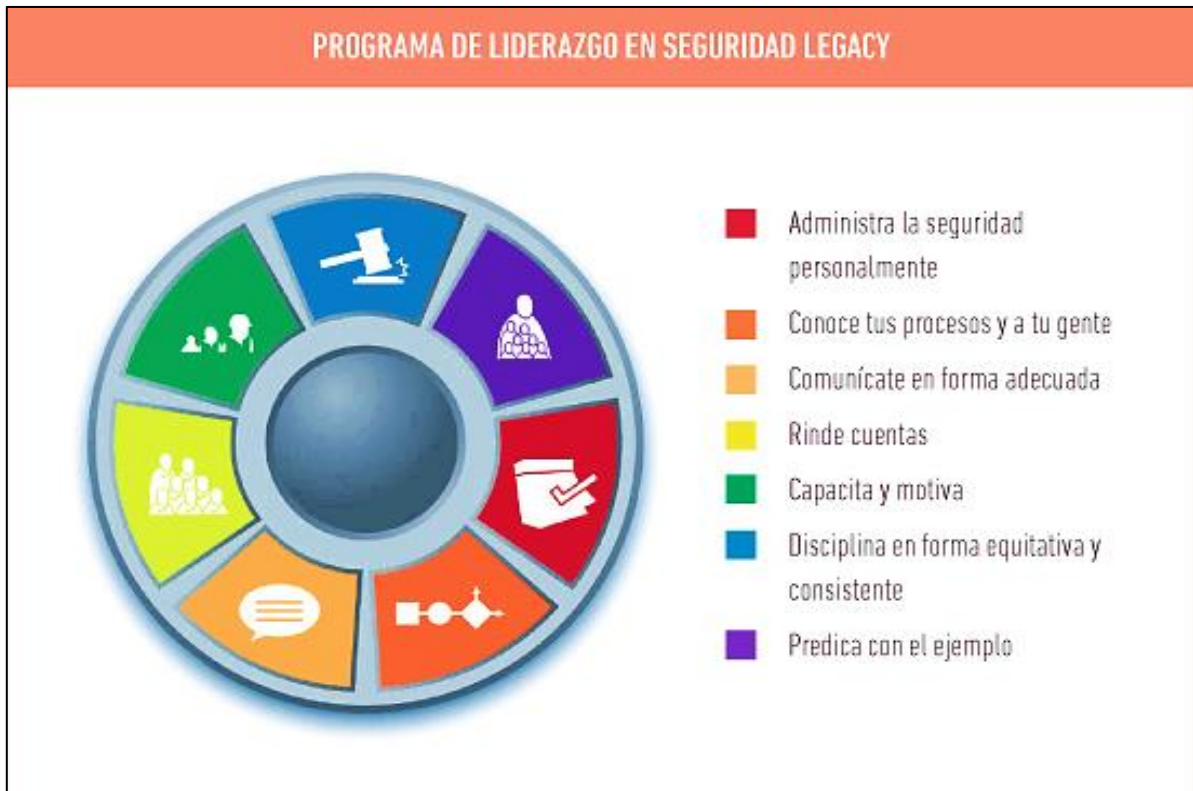 PROGRAMA DE LIDERAZGO EN SEGURIDAD LEGACY
Administra la seguridad
personalmente
Conoce tus procesos y a tu gente
Comunícate en forma adecuada
Rinde cuentas
Capacita y motiva
Disciplina en forma equitativa y
consistente
Predica con el ejemplo